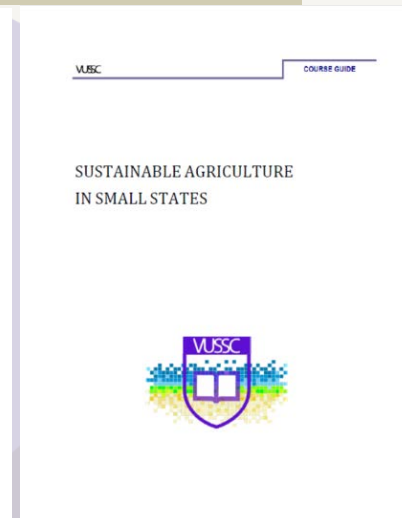 VUSSC
COURSE GUIDE
SUSTAINABLE AGRICULTURE
IN SMALL STATES
VUSSC